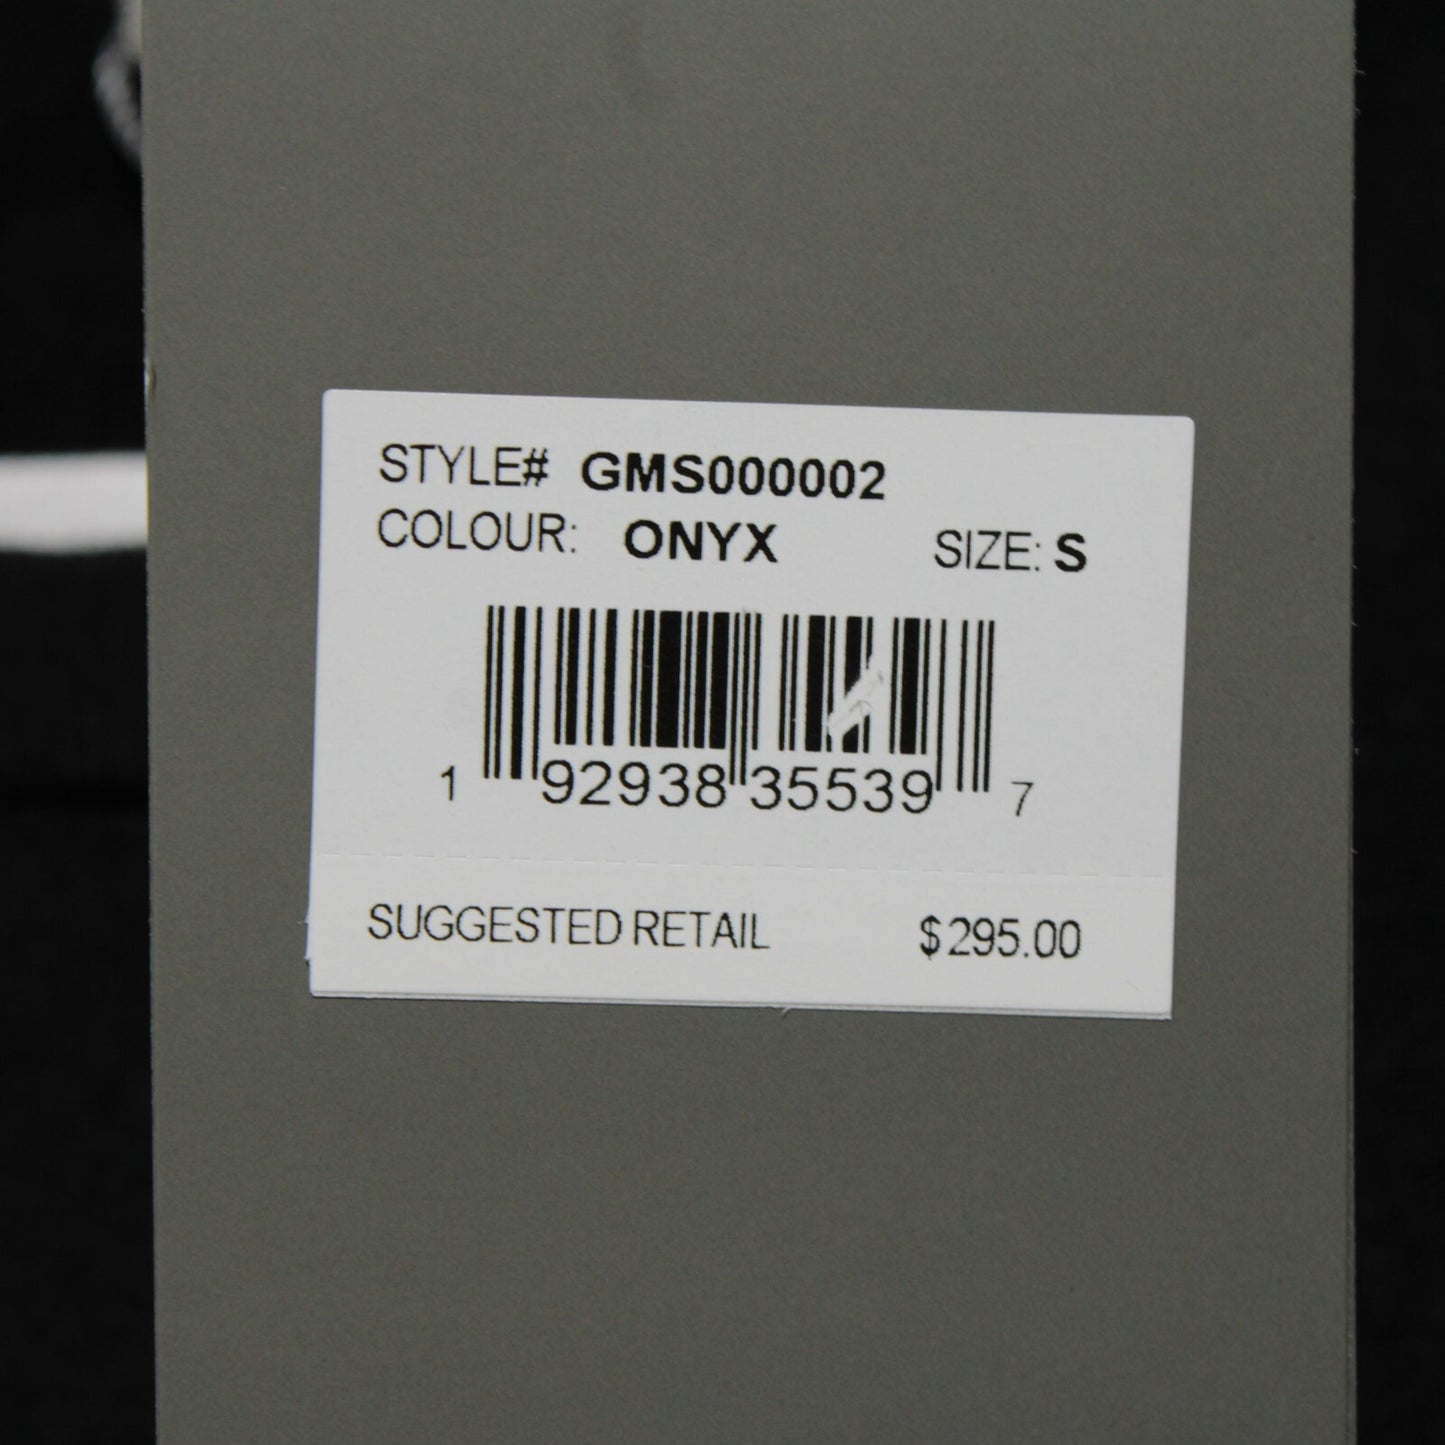 STYLE# GMS000002
COLOUR: ONYX SIZE: S
1 92938 35539 7
SUGGESTED RETAIL $295.00